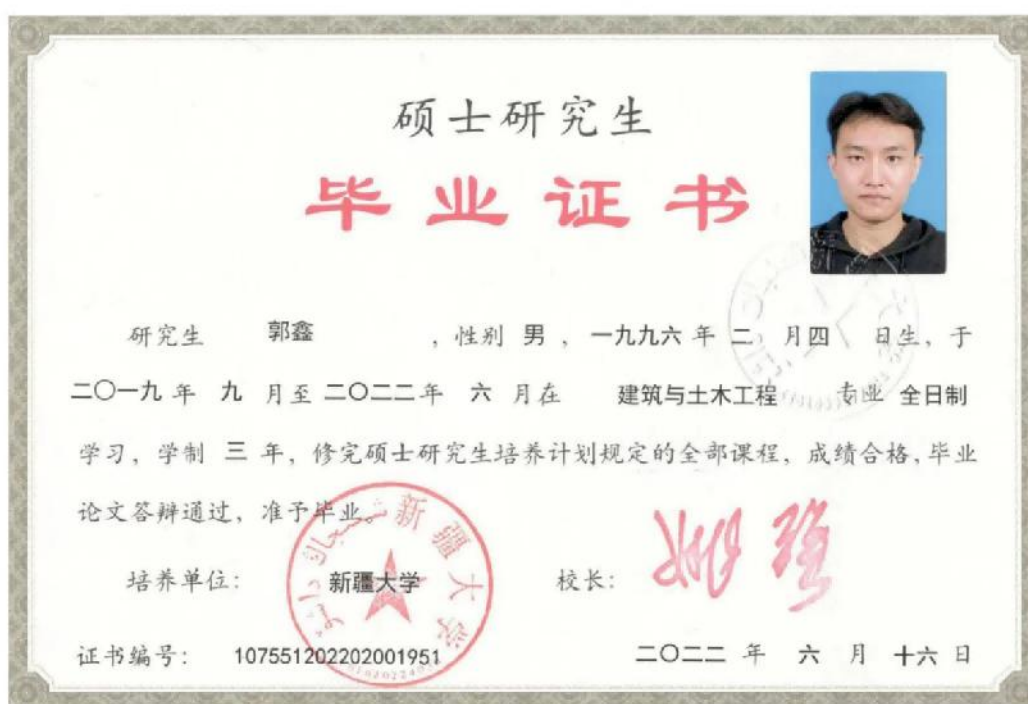 硕士研究生
毕业证书
研究生 郭鑫 , 性别 男 , 一九九六 年 二 月 四 日生, 于
二〇一九 年 九 月至 二〇二二 年 六 月在 建筑与土木工程 专业 全日制
学习, 学制 三 年, 修完硕士研究生培养计划规定的全部课程, 成绩合格, 毕业
论文答辩通过, 准予毕业。
培养单位: 新疆大学 校长: 姚强
新疆大学
证书编号: 107551202202001951 二〇二二 年 六 月 十六 日